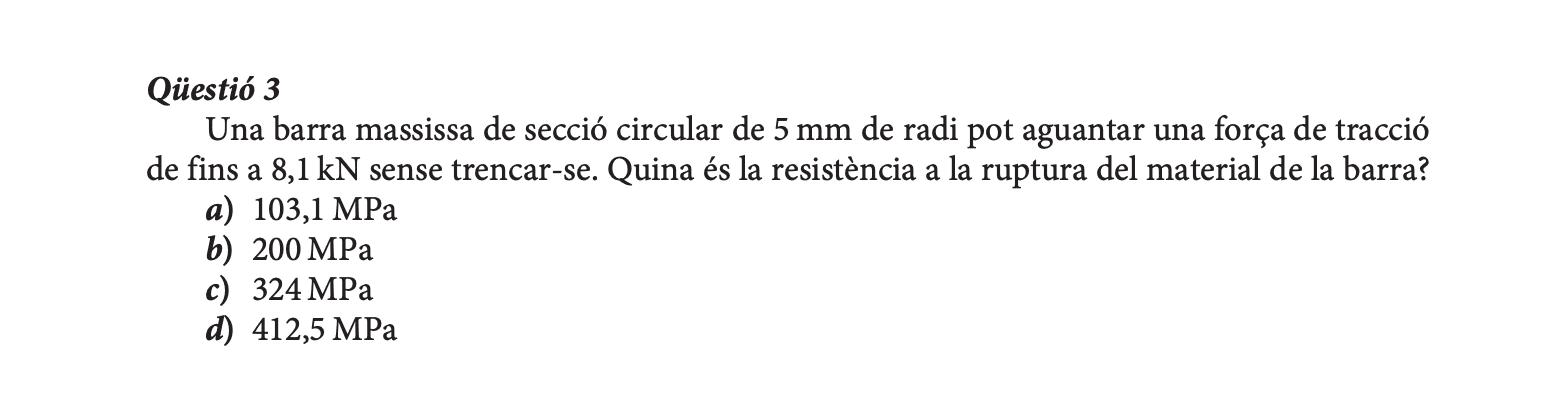 Qüestió 3
Una barra massissa de secció circular de 5 mm de radi pot aguantar una força de tracció
de fins a 8,1 kN sense trencar-se. Quina és la resistència a la ruptura del material de la barra?
a) 103,1 MPa
b) 200 MPa
c) 324 MPa
d) 412,5 MPa